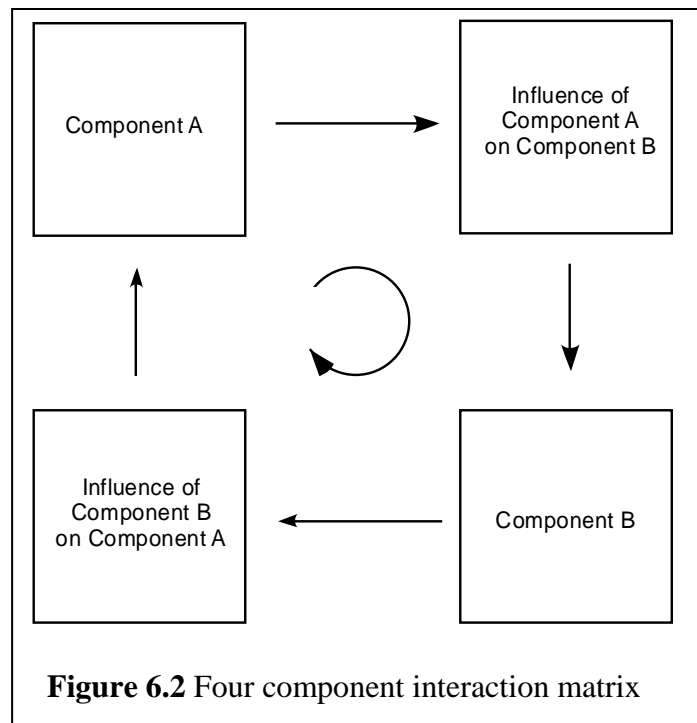 Component A
Influence of
Component A
on Component B
Influence of
Component B
on Component A
Component B
Figure 6.2 Four component interaction matrix